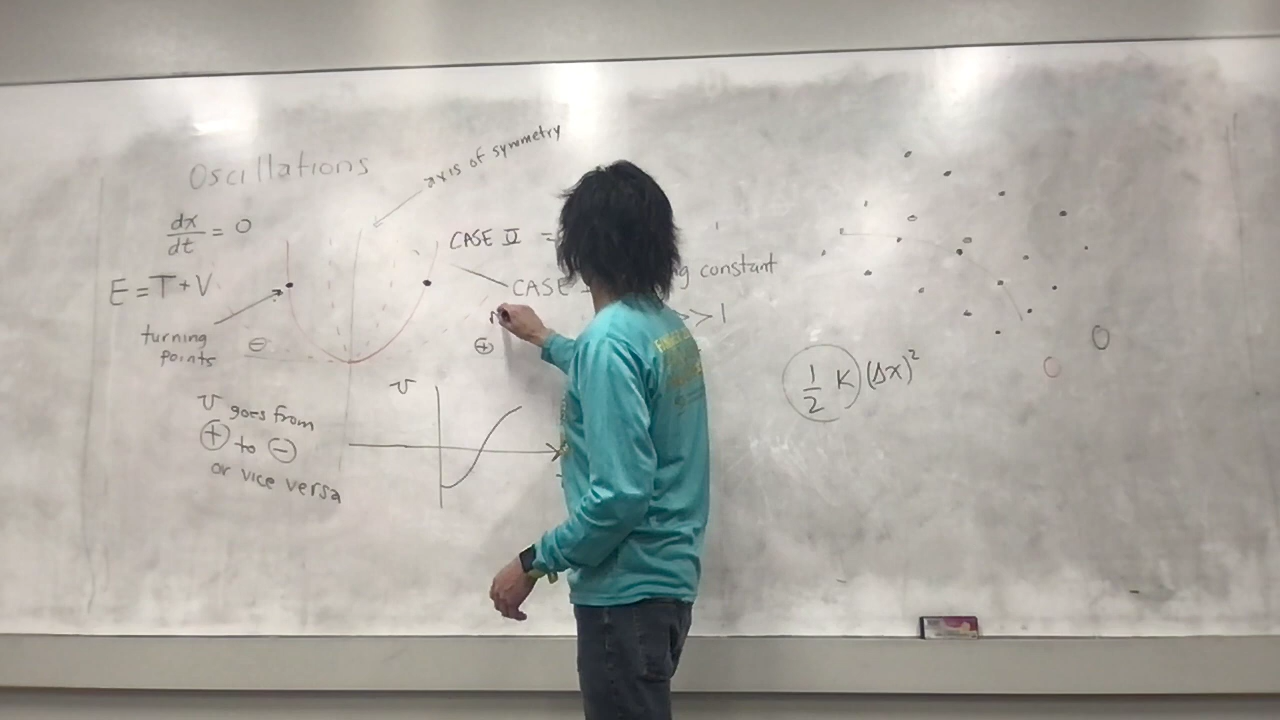 Oscillations
axis of symmetry
dx/dt = 0
CASE II =
E = T + V
CASE
g constant
>>1
turning
points
⊖
⊕
1/2 K (Δx)²
v
v goes from
⊕ to ⊖
or vice versa